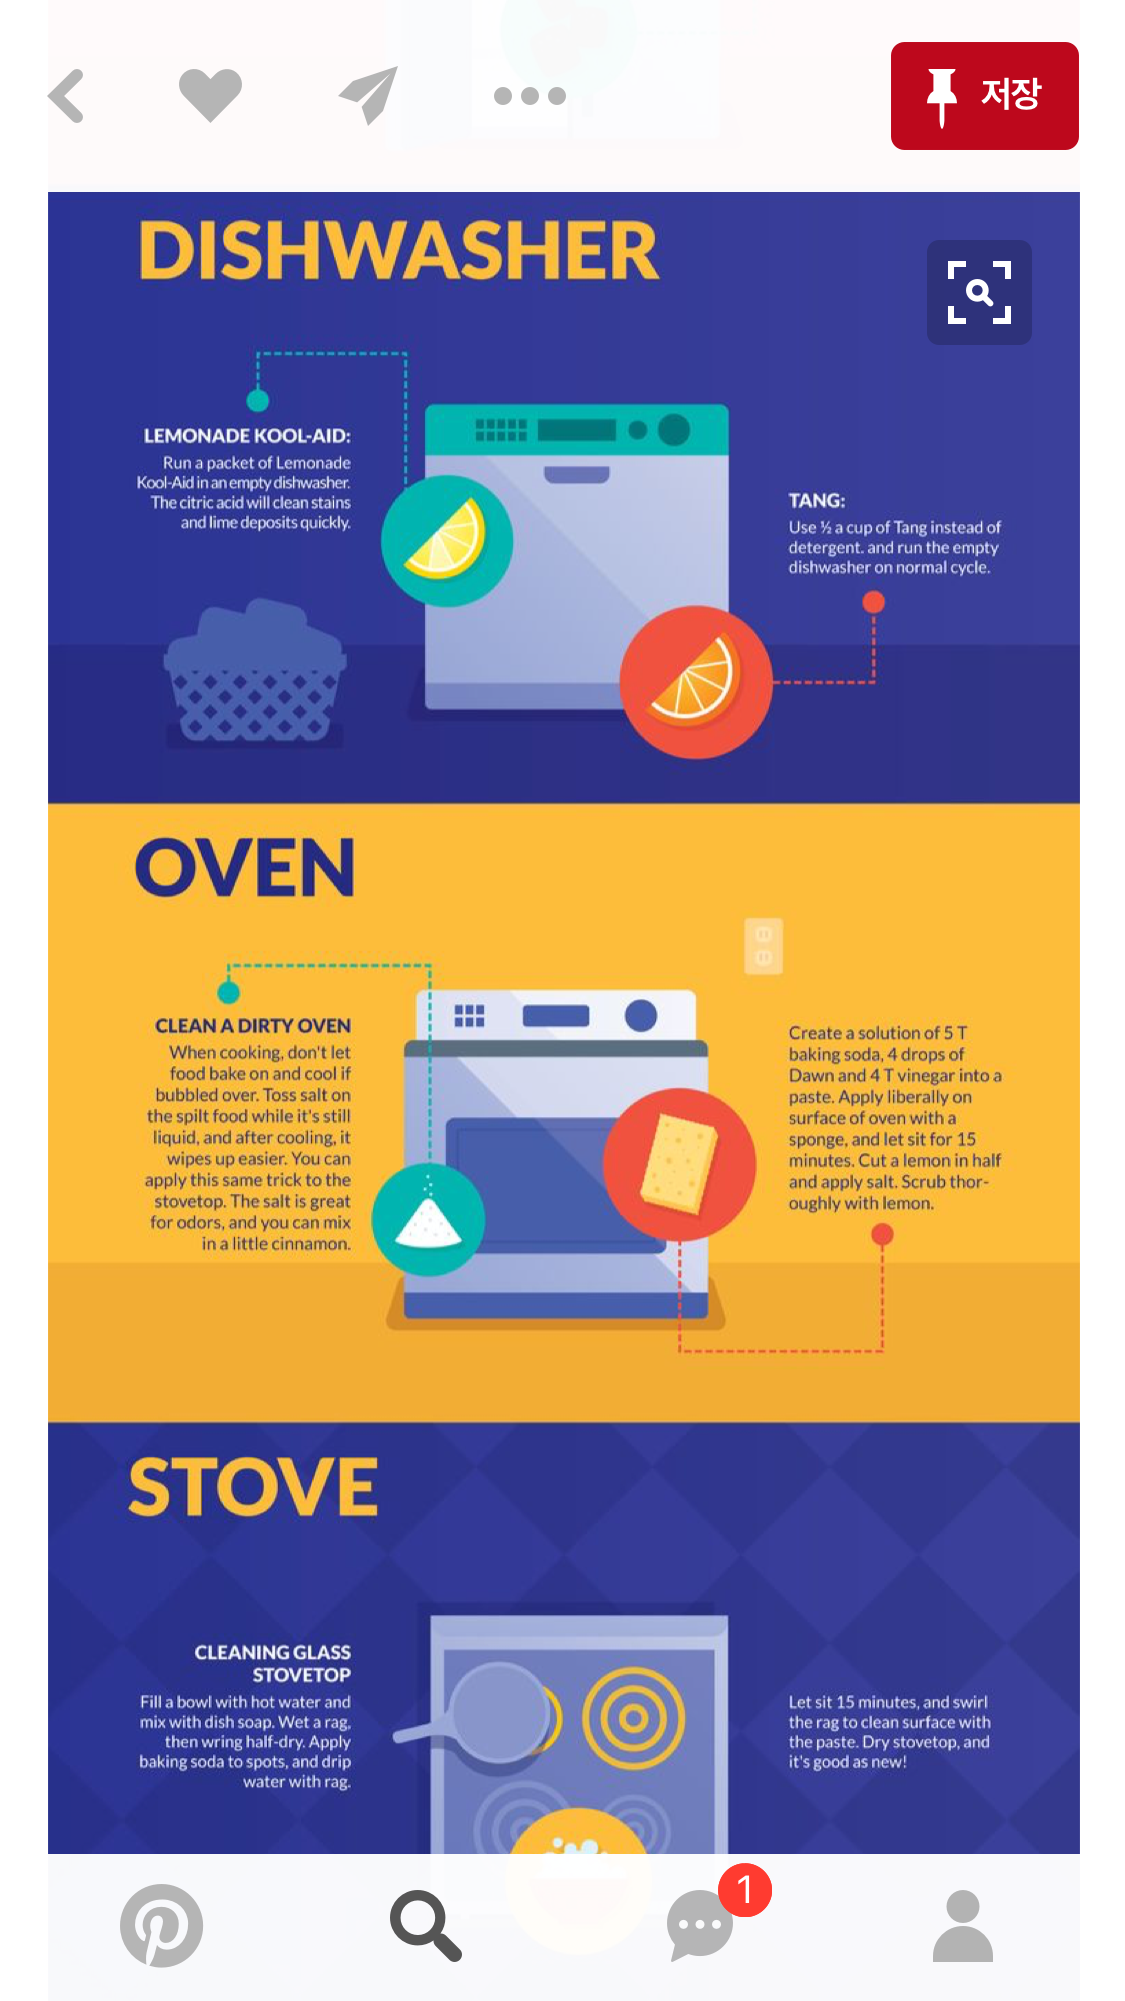 저장
DISHWASHER
LEMONADE KOOL-AID:
Run a packet of Lemonade
Kool-Aid in an empty dishwasher.
The citric acid will clean stains
and lime deposits quickly.
TANG:
Use ½ a cup of Tang instead of
detergent. and run the empty
dishwasher on normal cycle.
OVEN
CLEAN A DIRTY OVEN
When cooking, don't let
food bake on and cool if
bubbled over. Toss salt on
the spilt food while it's still
liquid, and after cooling, it
wipes up easier. You can
apply this same trick to the
stovetop. The salt is great
for odors, and you can mix
in a little cinnamon.
Create a solution of 5 T
baking soda, 4 drops of
Dawn and 4 T vinegar into a
paste. Apply liberally on
surface of oven with a
sponge, and let sit for 15
minutes. Cut a lemon in half
and apply salt. Scrub thor-
oughly with lemon.
STOVE
CLEANING GLASS
STOVETOP
Fill a bowl with hot water and
mix with dish soap. Wet a rag,
then wring half-dry. Apply
baking soda to spots, and drip
water with rag.
Let sit 15 minutes, and swirl
the rag to clean surface with
the paste. Dry stovetop, and
it's good as new!
1